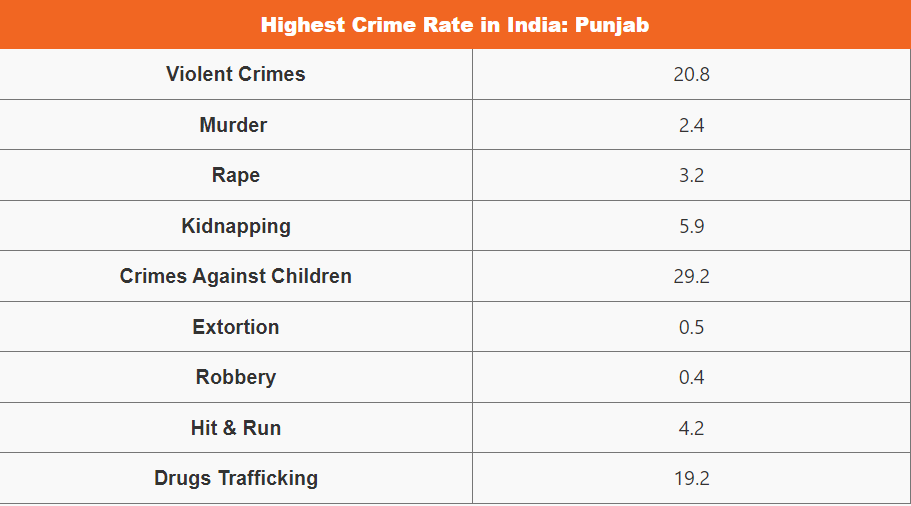 Highest Crime Rate in India: Punjab
Violent Crimes 20.8
Murder 2.4
Rape 3.2
Kidnapping 5.9
Crimes Against Children 29.2
Extortion 0.5
Robbery 0.4
Hit & Run 4.2
Drugs Trafficking 19.2